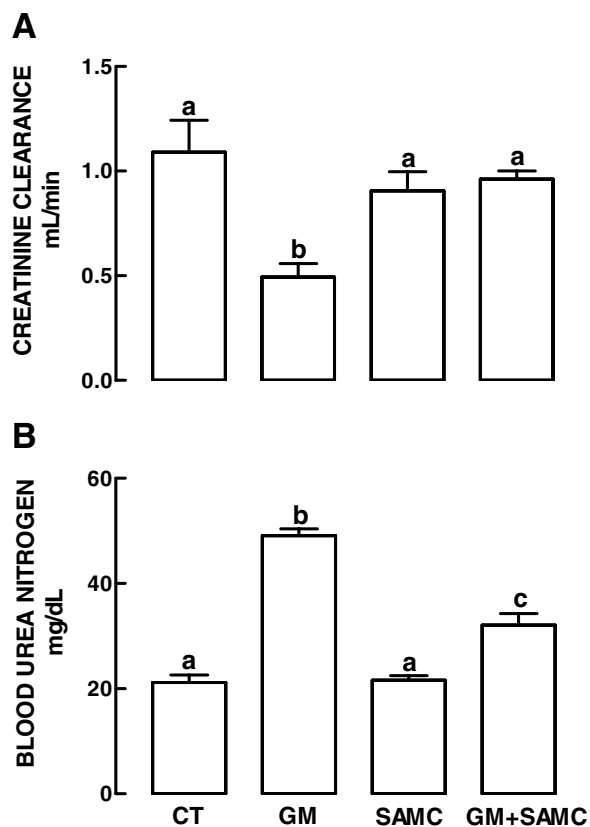 A
CREATININE CLEARANCE
mL/min
1.5
1.0
0.5
0.0
a
b
a
a
B
BLOOD UREA NITROGEN
mg/dL
60
40
20
0
a
b
a
c
CT GM SAMC GM+SAMC